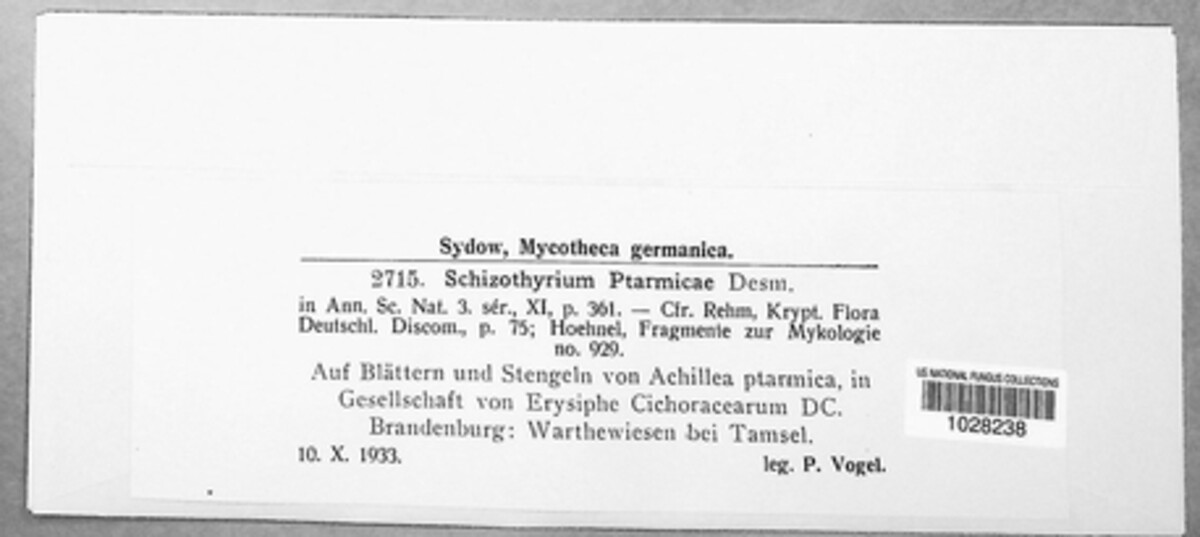 Sydow, Mycotheca germanica.
2715. Schizothyrium Ptarmicae Desm.
in Ann. Sc. Nat. 3. sér., XI, p. 361. — Cfr. Rehm, Krypt. Flora
Deutschl. Discom., p. 75; Hoehnel, Fragmente zur Mykologie
no. 929.
Auf Blättern und Stengeln von Achillea ptarmica, in
Gesellschaft von Erysiphe Cichoracearum DC.
Brandenburg: Warthewiesen bei Tamsel.
10. X. 1933. leg. P. Vogel.
US NATIONAL FUNGUS COLLECTIONS
1028238